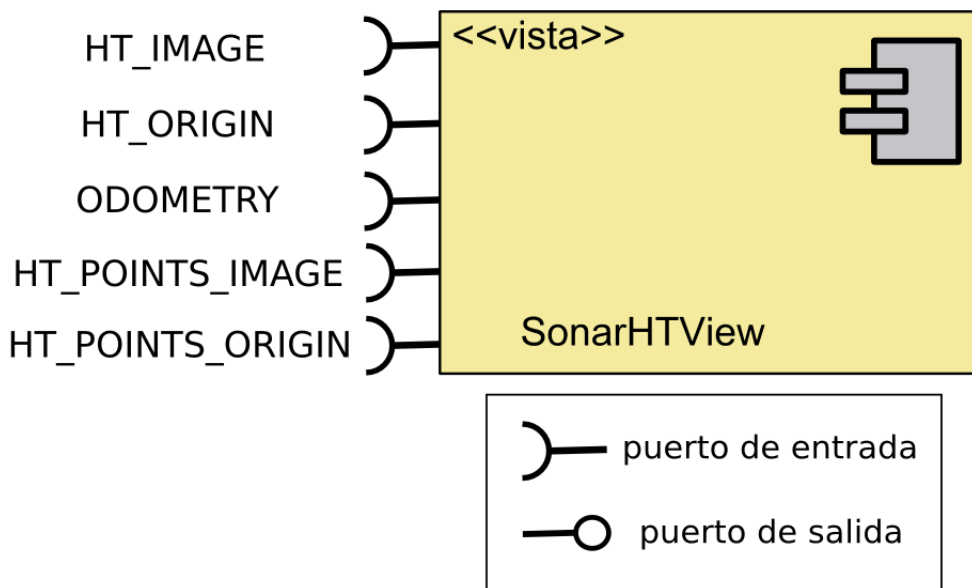 HT_IMAGE
HT_ORIGIN
ODOMETRY
HT_POINTS_IMAGE
HT_POINTS_ORIGIN
<<vista>>
SonarHTView
puerto de entrada
puerto de salida